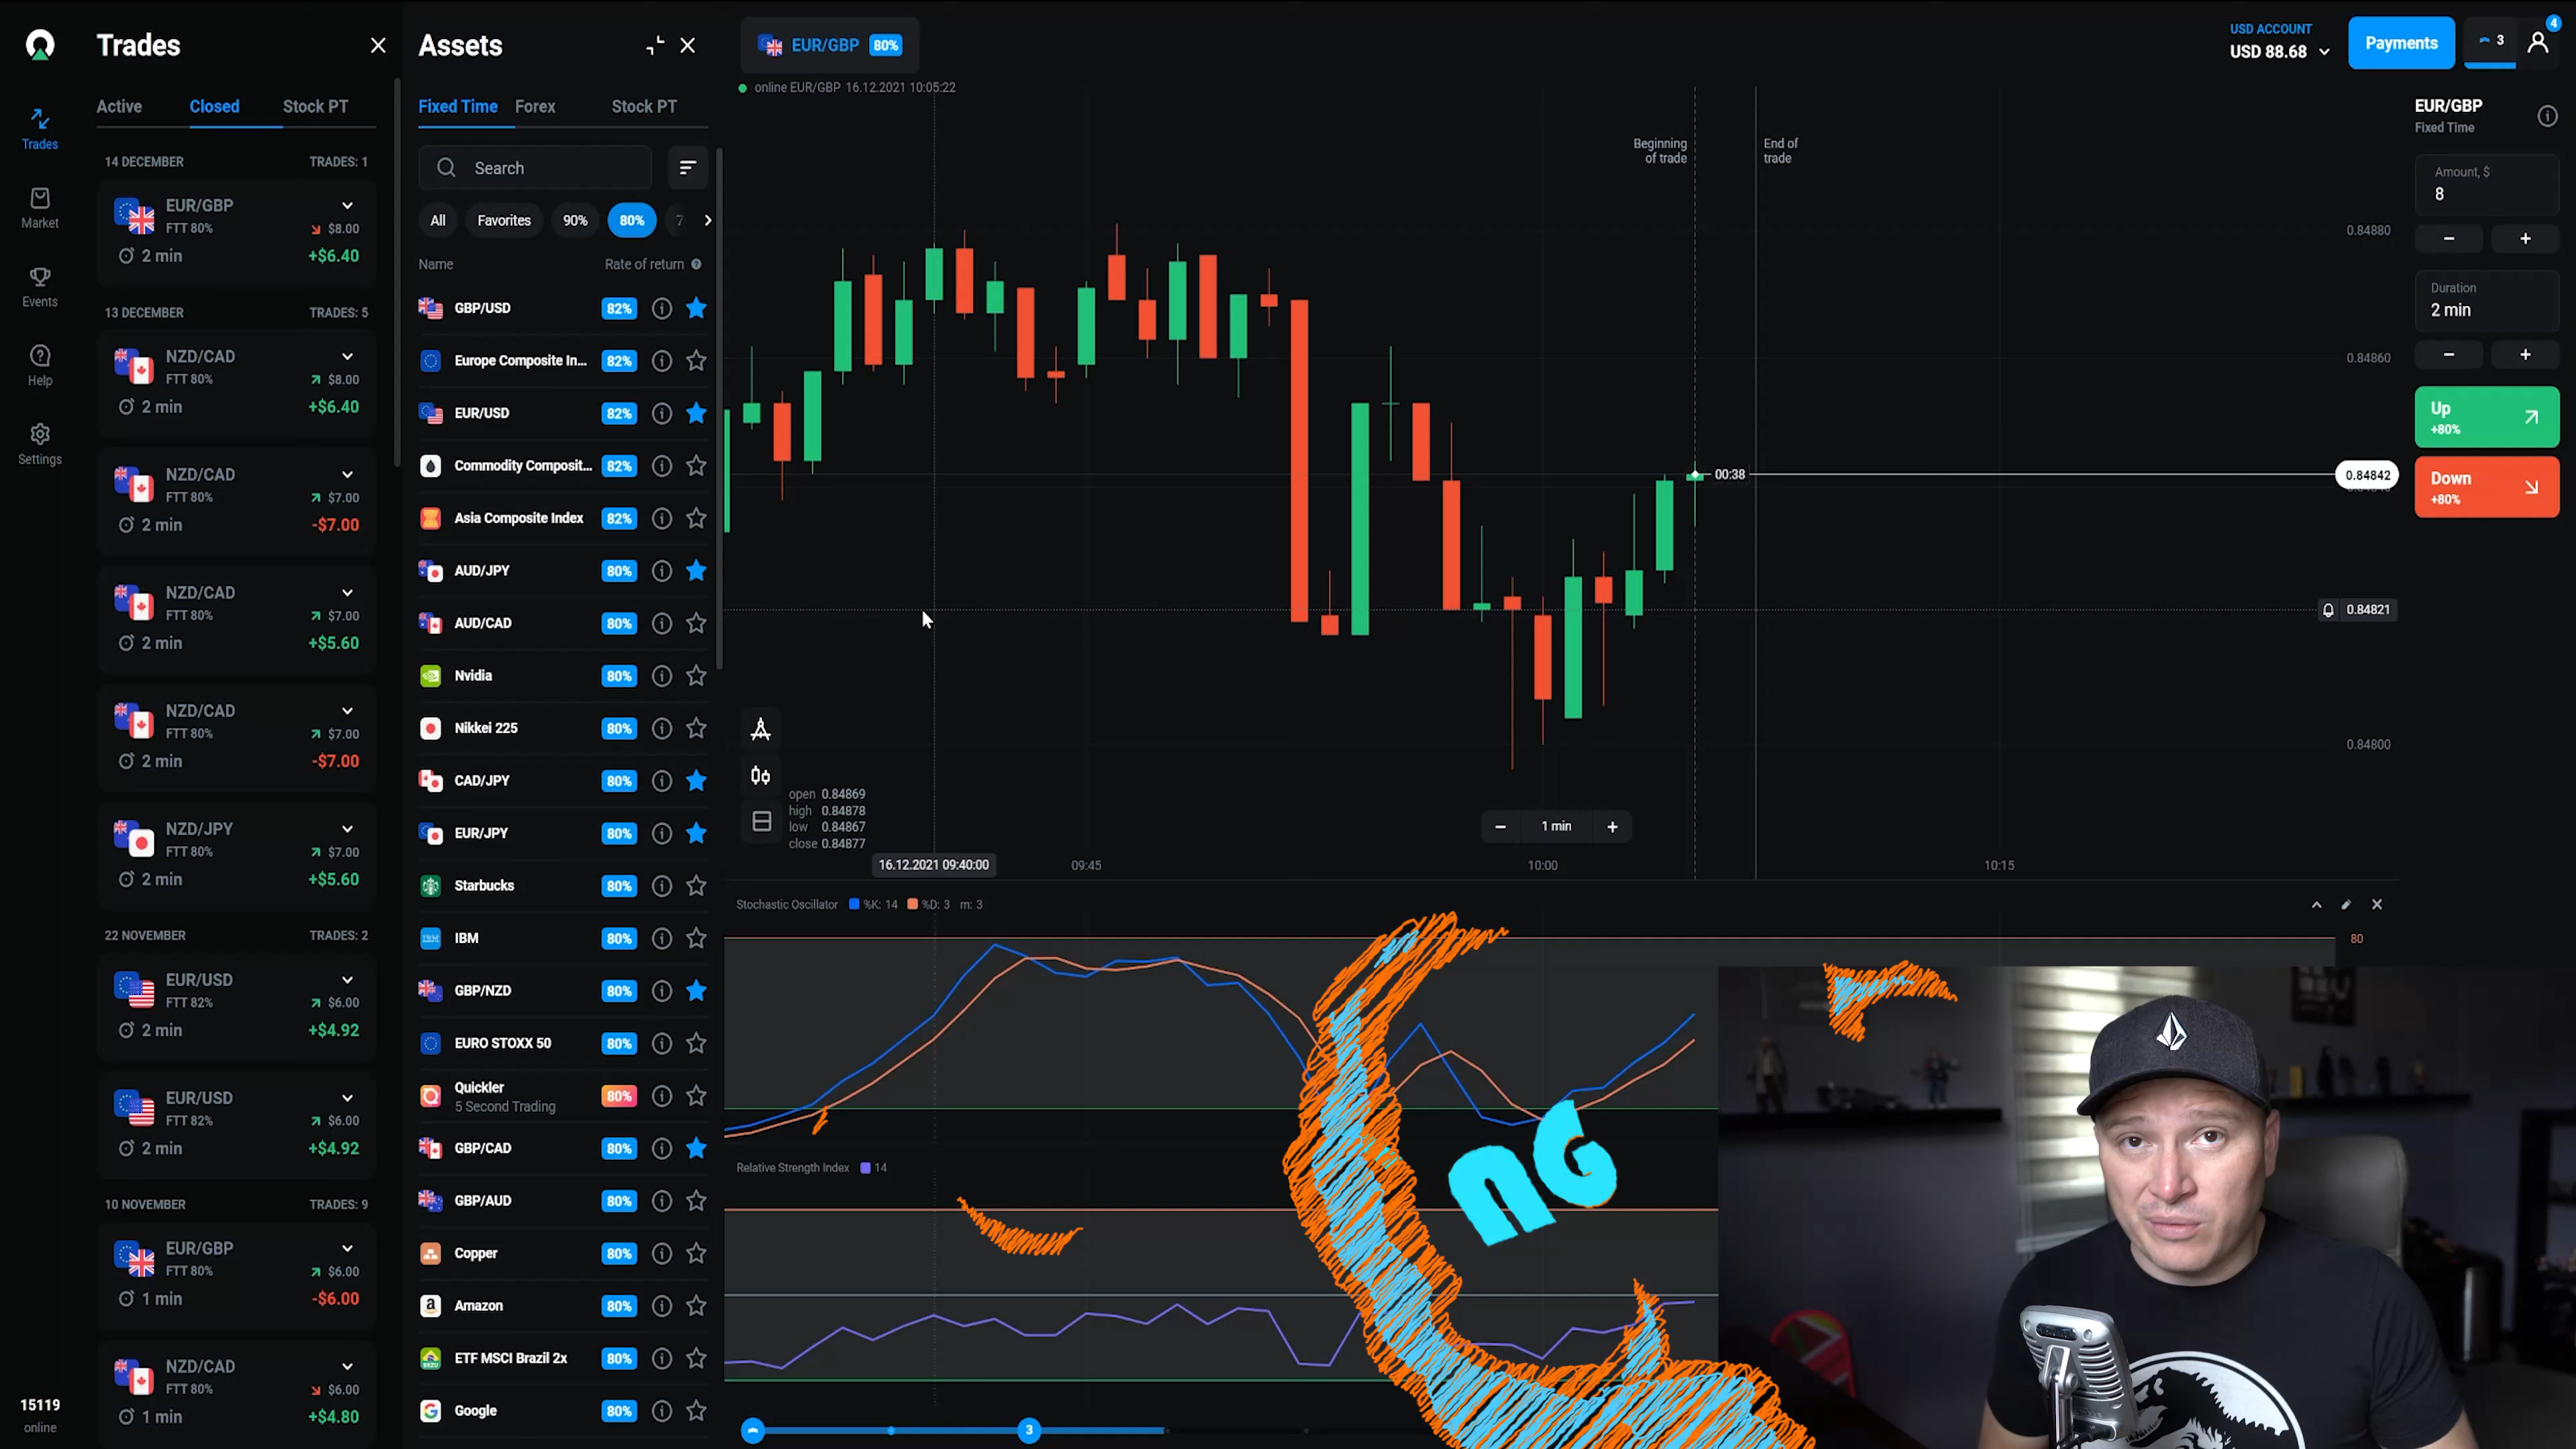 Trades
Active Closed Stock PT
14 DECEMBER TRADES: 1
EUR/GBP
FTT 80% $8.00
2 min +$6.40
13 DECEMBER TRADES: 5
NZD/CAD
FTT 80% $8.00
2 min +$6.40
NZD/CAD
FTT 80% $7.00
2 min -$7.00
NZD/CAD
FTT 80% $7.00
2 min +$5.60
NZD/CAD
FTT 80% $7.00
2 min -$7.00
NZD/JPY
FTT 80% $7.00
2 min +$5.60
22 NOVEMBER TRADES: 2
EUR/USD
FTT 82% $6.00
2 min +$4.92
EUR/USD
FTT 82% $6.00
2 min +$4.92
10 NOVEMBER TRADES: 9
EUR/GBP
FTT 80% $6.00
1 min -$6.00
NZD/CAD
FTT 80% $6.00
1 min +$4.80
Trades
Market
Events
Help
Settings
15119
online
Assets
Fixed Time Forex Stock PT
Search
All Favorites 90% 80% 7
Name Rate of return
GBP/USD 82%
Europe Composite In... 82%
EUR/USD 82%
Commodity Composit... 82%
Asia Composite Index 82%
AUD/JPY 80%
AUD/CAD 80%
Nvidia 80%
Nikkei 225 80%
CAD/JPY 80%
EUR/JPY 80%
Starbucks 80%
IBM 80%
GBP/NZD 80%
EURO STOXX 50 80%
Quickler 80%
5 Second Trading
GBP/CAD 80%
GBP/AUD 80%
Copper 80%
Amazon 80%
ETF MSCI Brazil 2x 80%
Google 80%
EUR/GBP 80%
online EUR/GBP 16.12.2021 10:05:22
Beginning
of trade
End of
trade
00:38
0.84880
0.84860
0.84842
0.84821
0.84800
open 0.84869
high 0.84878
low 0.84867
close 0.84877
1 min
16.12.2021 09:40:00 09:45 10:00 10:15
Stochastic Oscillator %K: 14 %D: 3 m: 3
80
Relative Strength Index 14
3
NG
USD ACCOUNT
USD 88.68
Payments
3
4
EUR/GBP
Fixed Time
Amount, $
8
Duration
2 min
Up
+80%
Down
+80%